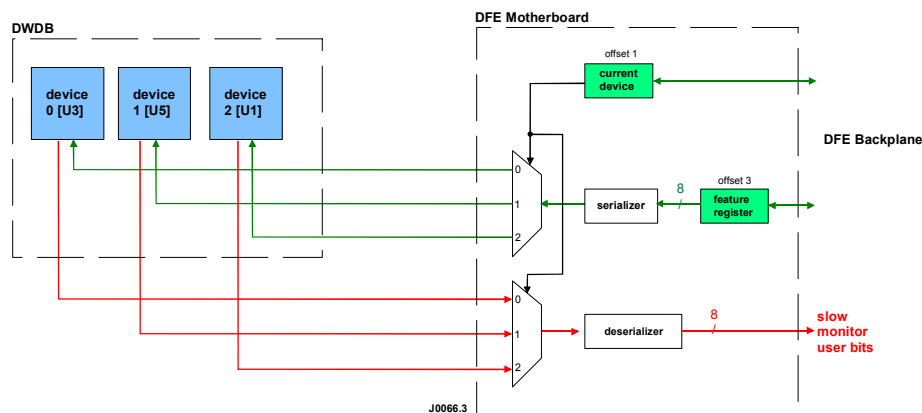 DFE Motherboard
DWDB
offset 1
current
device
device
0 [U3]
device
1 [U5]
device
2 [U1]
DFE Backplane
0
1
2
serializer
8
offset 3
feature
register
0
1
2
deserializer
8
slow
monitor
user bits
J0066.3